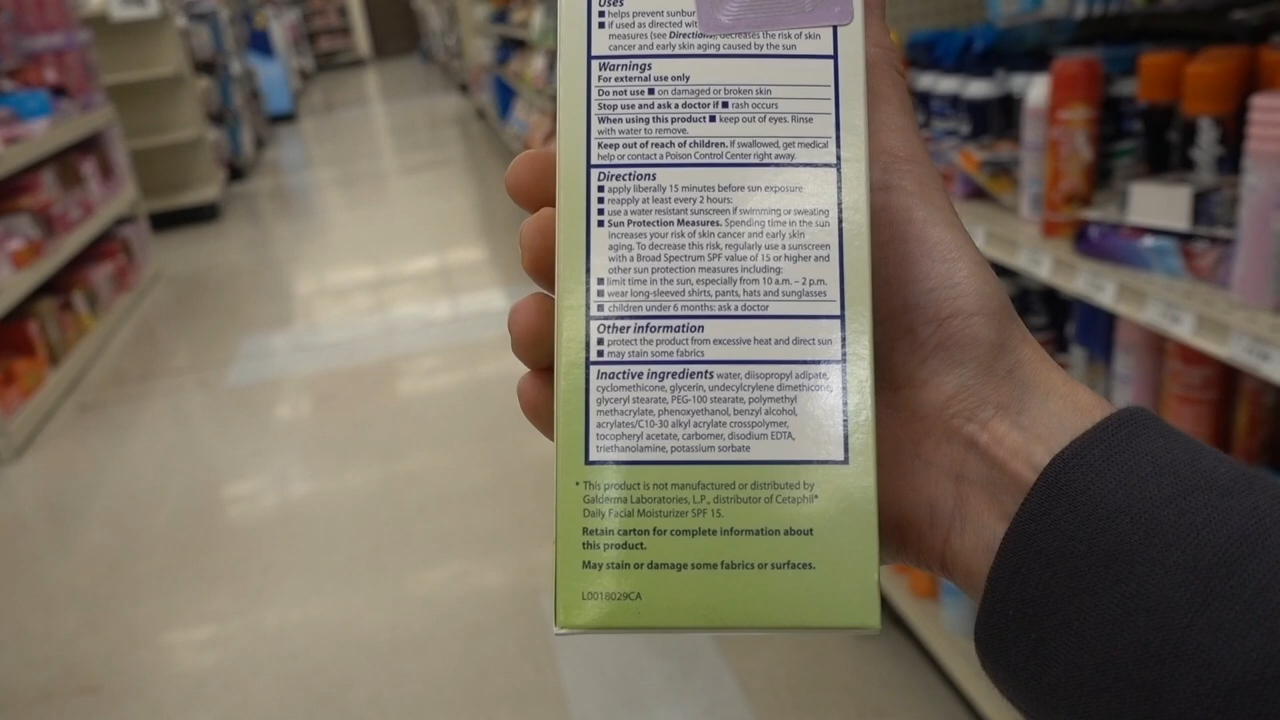 Uses
■ helps prevent sunbur
■ if used as directed wit
measures (see Directions), decreases the risk of skin
cancer and early skin aging caused by the sun
Warnings
For external use only
Do not use ■ on damaged or broken skin
Stop use and ask a doctor if ■ rash occurs
When using this product ■ keep out of eyes. Rinse
with water to remove.
Keep out of reach of children. If swallowed, get medical
help or contact a Poison Control Center right away.
Directions
■ apply liberally 15 minutes before sun exposure
■ reapply at least every 2 hours:
■ use a water resistant sunscreen if swimming or sweating
■ Sun Protection Measures. Spending time in the sun
increases your risk of skin cancer and early skin
aging. To decrease this risk, regularly use a sunscreen
with a Broad Spectrum SPF value of 15 or higher and
other sun protection measures including:
■ limit time in the sun, especially from 10 a.m. – 2 p.m.
■ wear long-sleeved shirts, pants, hats and sunglasses
■ children under 6 months: ask a doctor
Other information
■ protect the product from excessive heat and direct sun
■ may stain some fabrics
Inactive ingredients water, diisopropyl adipate,
cyclomethicone, glycerin, undecylcrylene dimethicone,
glyceryl stearate, PEG-100 stearate, polymethyl
methacrylate, phenoxyethanol, benzyl alcohol,
acrylates/C10-30 alkyl acrylate crosspolymer,
tocopheryl acetate, carbomer, disodium EDTA,
triethanolamine, potassium sorbate
* This product is not manufactured or distributed by
Galderma Laboratories, L.P., distributor of Cetaphil®
Daily Facial Moisturizer SPF 15.
Retain carton for complete information about
this product.
May stain or damage some fabrics or surfaces.
L0018029CA